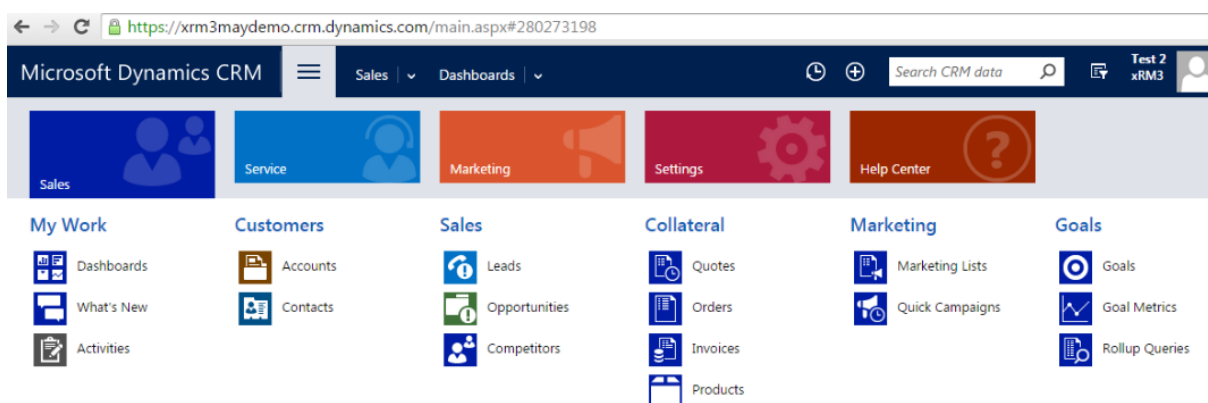 https://xrm3maydemo.crm.dynamics.com/main.aspx#280273198
Microsoft Dynamics CRM
Sales
Dashboards
Search CRM data
Test 2
xRM3
Sales
Service
Marketing
Settings
Help Center
My Work
Dashboards
What's New
Activities
Customers
Accounts
Contacts
Sales
Leads
Opportunities
Competitors
Collateral
Quotes
Orders
Invoices
Products
Marketing
Marketing Lists
Quick Campaigns
Goals
Goals
Goal Metrics
Rollup Queries